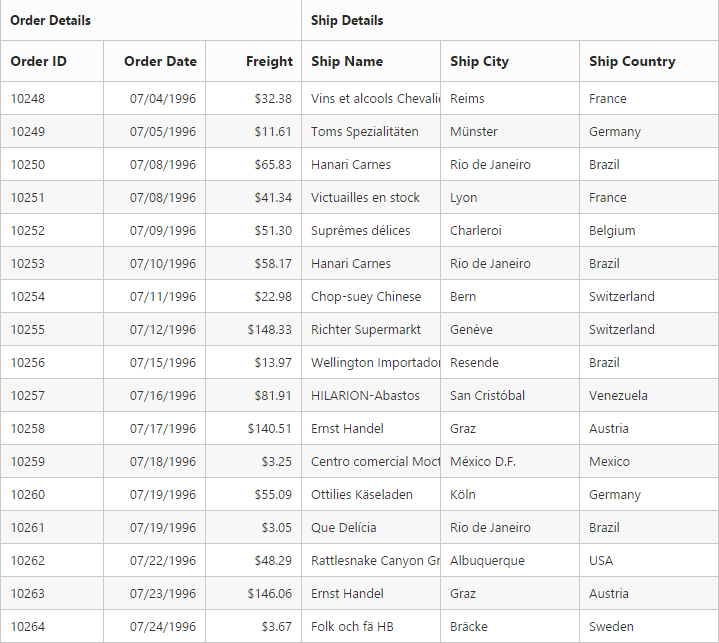 Order Details Ship Details
Order ID Order Date Freight Ship Name Ship City Ship Country
10248 07/04/1996 $32.38 Vins et alcools Chevalie Reims France
10249 07/05/1996 $11.61 Toms Spezialitäten Münster Germany
10250 07/08/1996 $65.83 Hanari Carnes Rio de Janeiro Brazil
10251 07/08/1996 $41.34 Victuailles en stock Lyon France
10252 07/09/1996 $51.30 Suprêmes délices Charleroi Belgium
10253 07/10/1996 $58.17 Hanari Carnes Rio de Janeiro Brazil
10254 07/11/1996 $22.98 Chop-suey Chinese Bern Switzerland
10255 07/12/1996 $148.33 Richter Supermarkt Genève Switzerland
10256 07/15/1996 $13.97 Wellington Importador Resende Brazil
10257 07/16/1996 $81.91 HILARION-Abastos San Cristóbal Venezuela
10258 07/17/1996 $140.51 Ernst Handel Graz Austria
10259 07/18/1996 $3.25 Centro comercial Moct México D.F. Mexico
10260 07/19/1996 $55.09 Ottilies Käseladen Köln Germany
10261 07/19/1996 $3.05 Que Delícia Rio de Janeiro Brazil
10262 07/22/1996 $48.29 Rattlesnake Canyon Gr Albuquerque USA
10263 07/23/1996 $146.06 Ernst Handel Graz Austria
10264 07/24/1996 $3.67 Folk och fä HB Bräcke Sweden